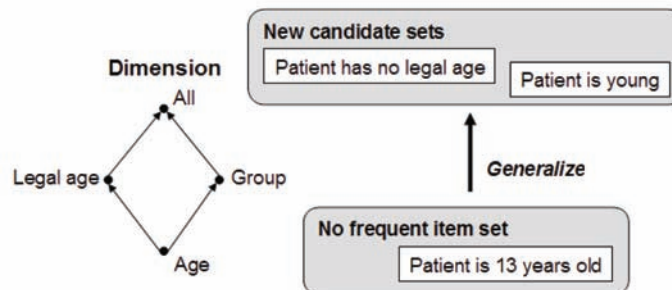 New candidate sets
Patient has no legal age
Patient is young
Dimension
All
Legal age
Group
Age
Generalize
No frequent item set
Patient is 13 years old